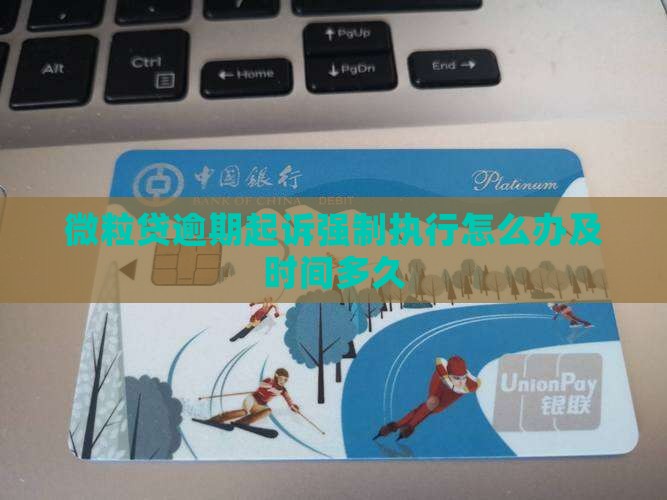 Alt
Ctrl
Home
PgUp
PgDn
End
中国银行
BANK OF CHINA
DEBIT
Platinum
微粒贷逾期起诉强制执行怎么办及
时间多久
UnionPay
银联